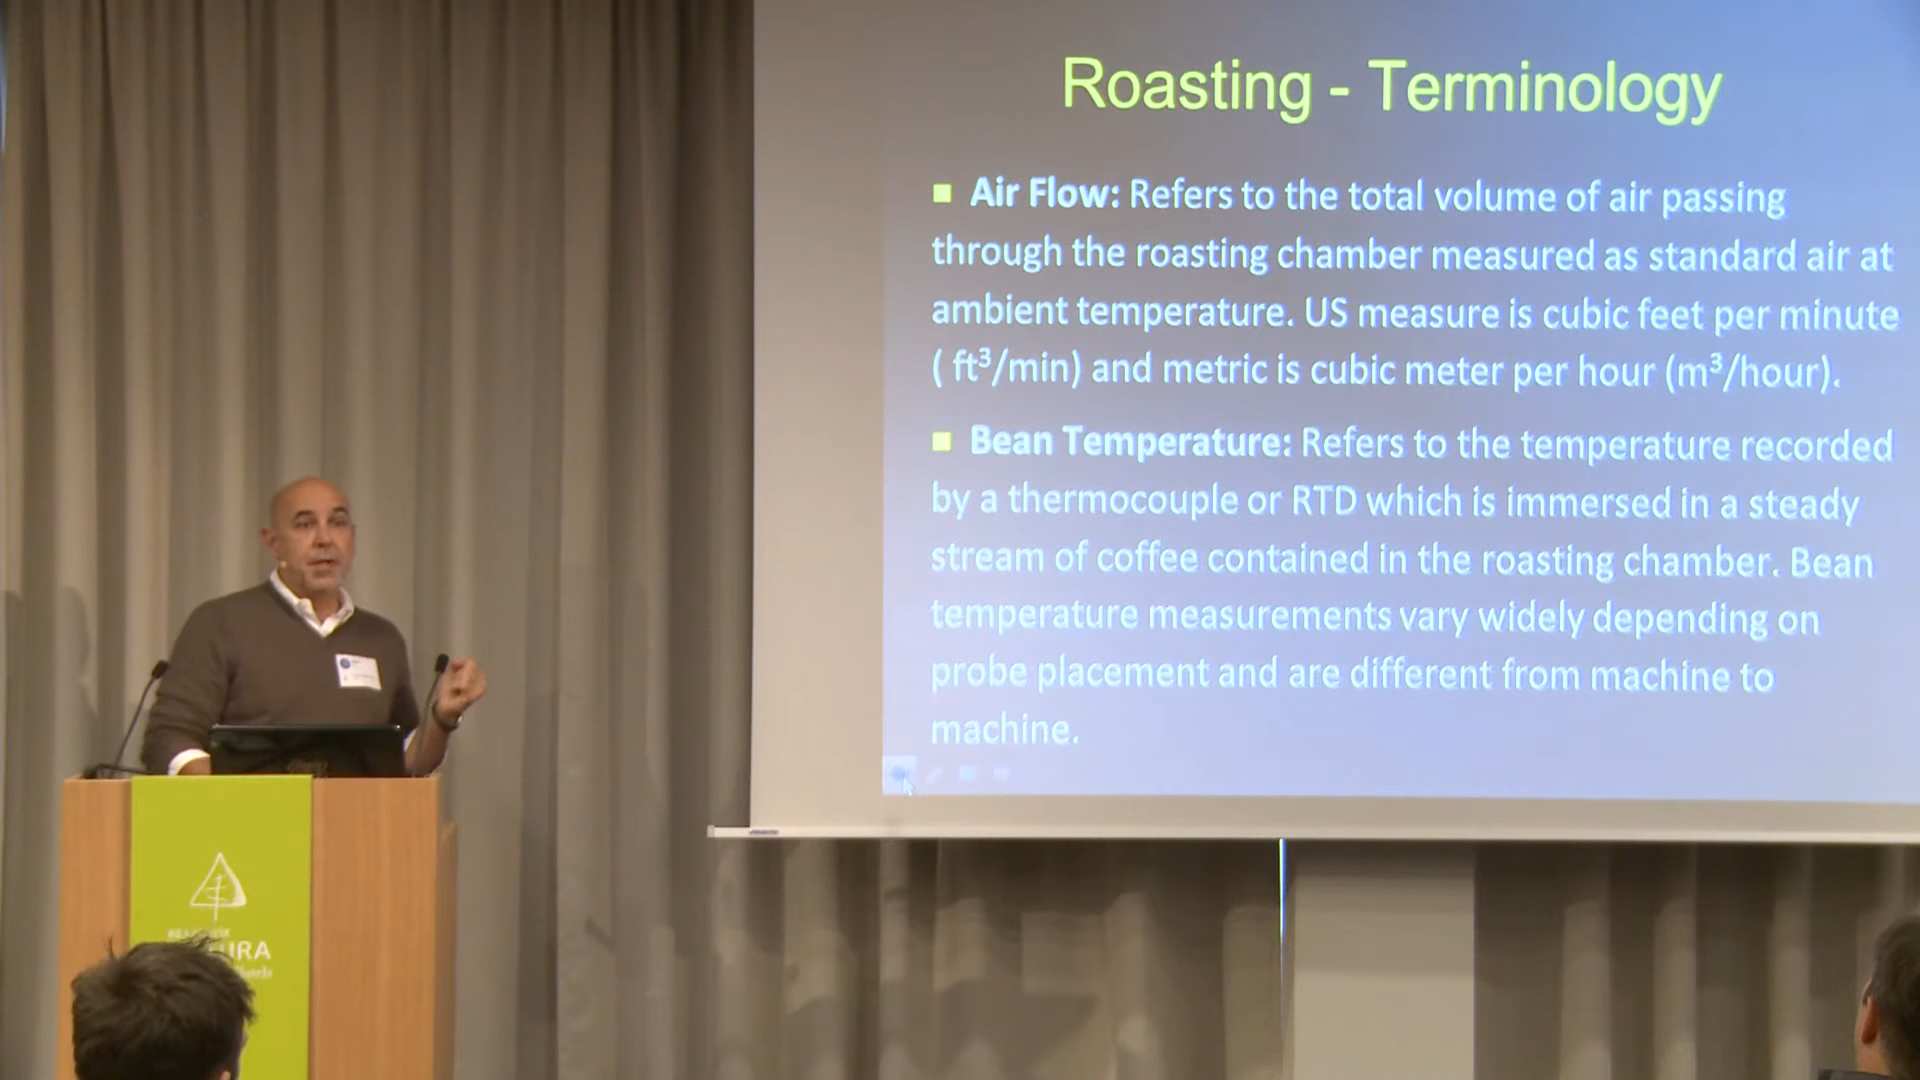 Roasting - Terminology
Air Flow: Refers to the total volume of air passing
through the roasting chamber measured as standard air at
ambient temperature. US measure is cubic feet per minute
( ft³/min) and metric is cubic meter per hour (m³/hour).
Bean Temperature: Refers to the temperature recorded
by a thermocouple or RTD which is immersed in a steady
stream of coffee contained in the roasting chamber. Bean
temperature measurements vary widely depending on
probe placement and are different from machine to
machine.